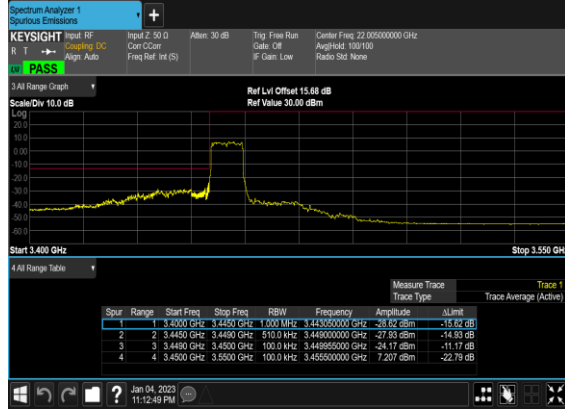 Spectrum Analyzer 1
Spurious Emissions
KEYSIGHT Input: RF Input Z: 50 Ω Atten: 30 dB Trig: Free Run Center Freq: 22.005000000 GHz
R T Coupling: DC Corr CCorr Gate: Off Avg|Hold: 100/100
Align: Auto Freq Ref: Int (S) IF Gain: Low Radio Std: None
PASS
3 All Range Graph
Ref Lvl Offset 15.68 dB
Scale/Div 10.0 dB Ref Value 30.00 dBm
Log
20.0
10.0
0.00
-10.0
-20.0
-30.0
-40.0
-50.0
-60.0
Start 3.400 GHz Stop 3.550 GHz
4 All Range Table
Measure Trace Trace 1
Trace Type Trace Average (Active)
Spur Range Start Freq Stop Freq RBW Frequency Amplitude ΔLimit
1 1 3.4000 GHz 3.4450 GHz 1.000 MHz 3.443050000 GHz -28.62 dBm -15.62 dB
2 2 3.4450 GHz 3.4490 GHz 510.0 kHz 3.449000000 GHz -27.93 dBm -14.93 dB
3 3 3.4490 GHz 3.4500 GHz 100.0 kHz 3.449955000 GHz -24.17 dBm -11.17 dB
4 4 3.4500 GHz 3.5500 GHz 100.0 kHz 3.455500000 GHz 7.207 dBm -22.79 dB
Jan 04, 2023
11:12:49 PM